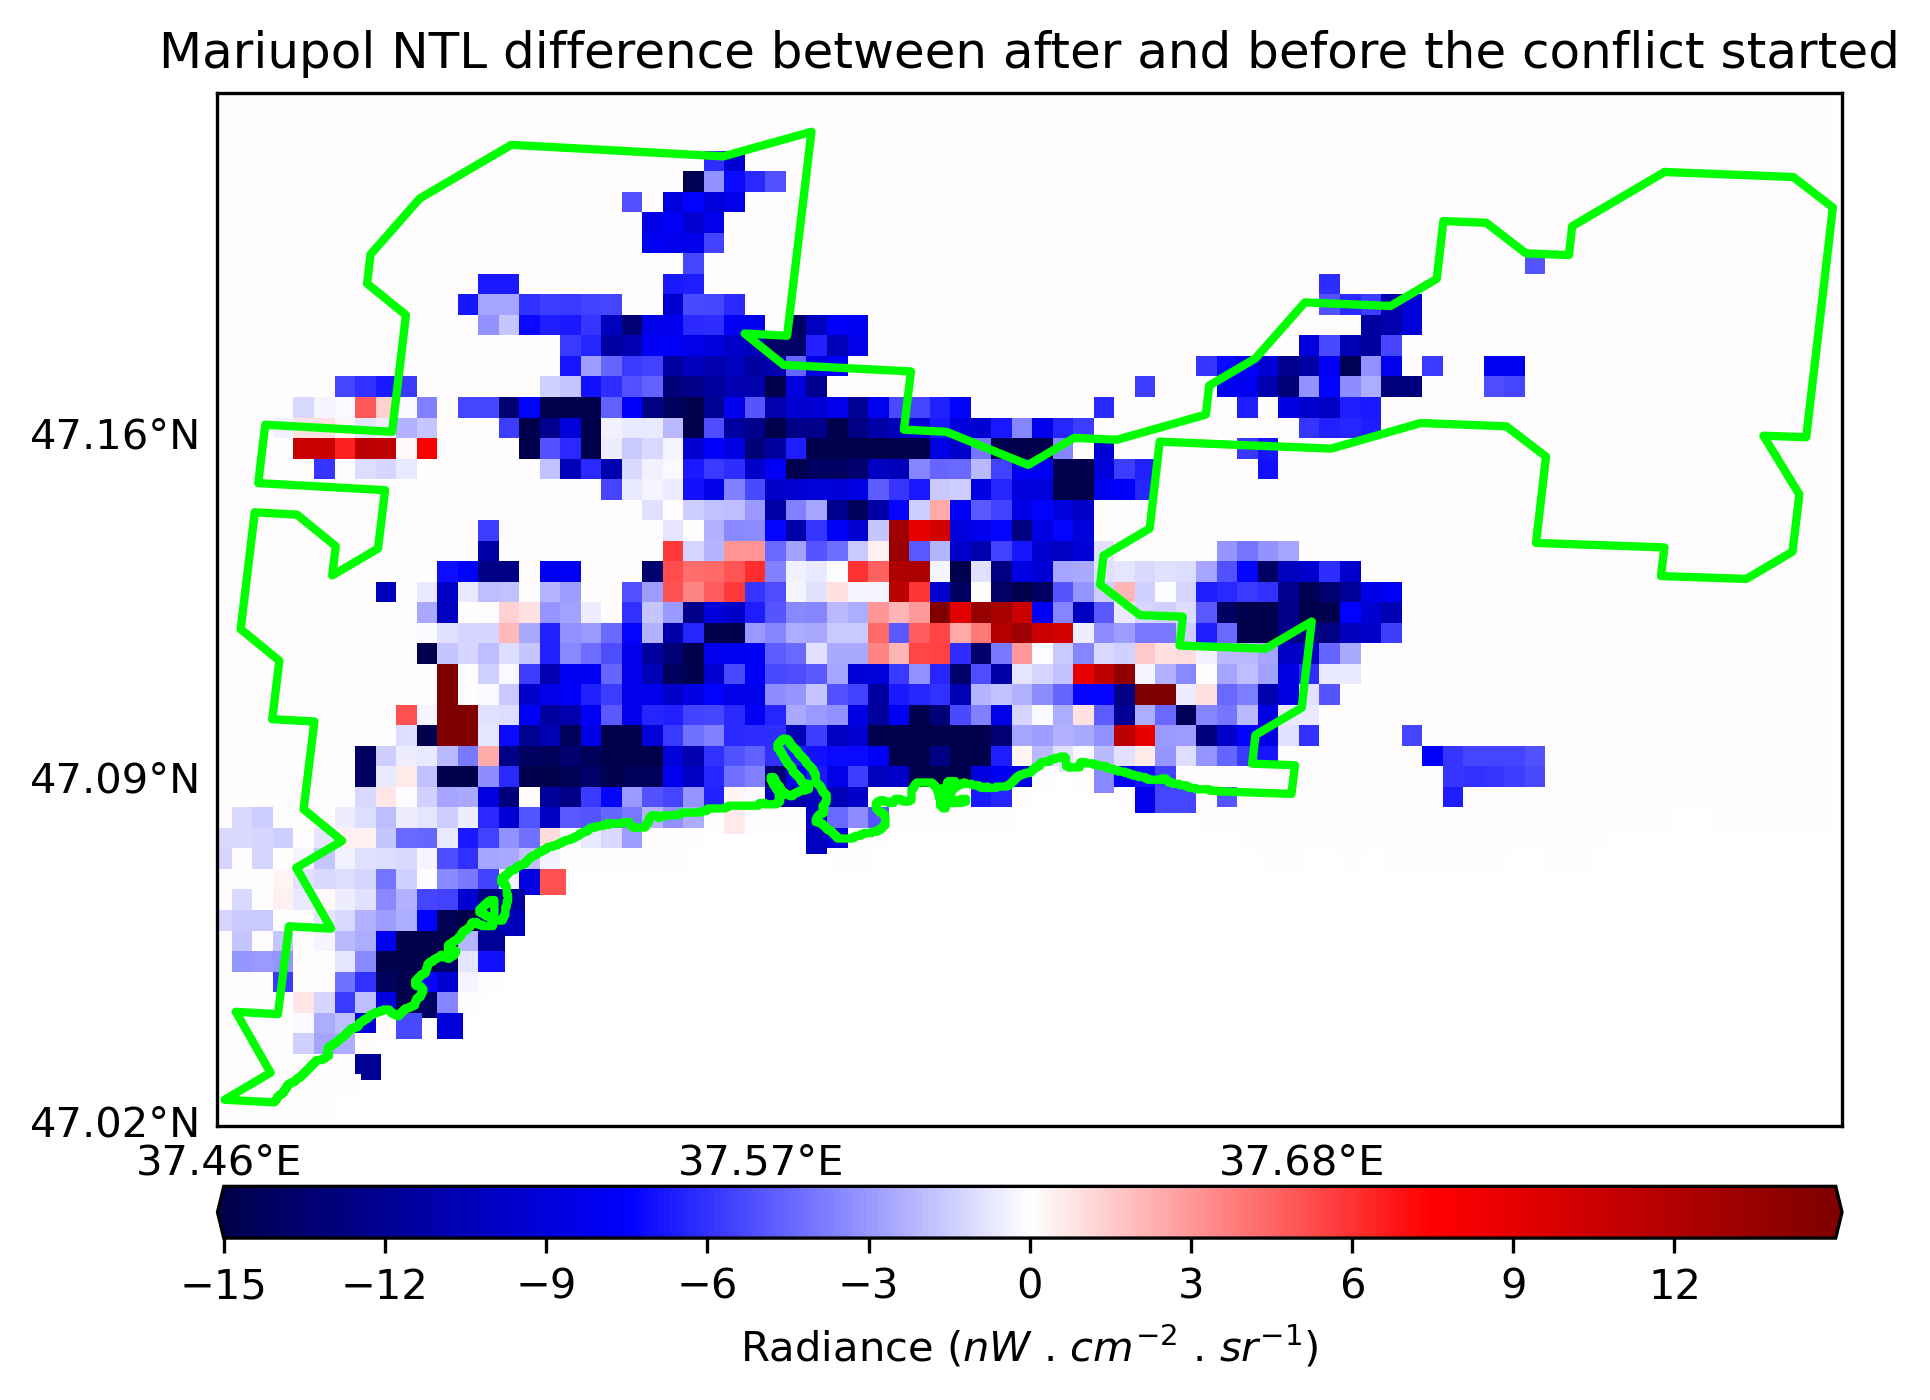 Mariupol NTL difference between after and before the conflict started
47.16°N
47.09°N
47.02°N
37.46°E 37.57°E 37.68°E
−15 −12 −9 −6 −3 0 3 6 9 12
Radiance (nW . cm⁻² . sr⁻¹)